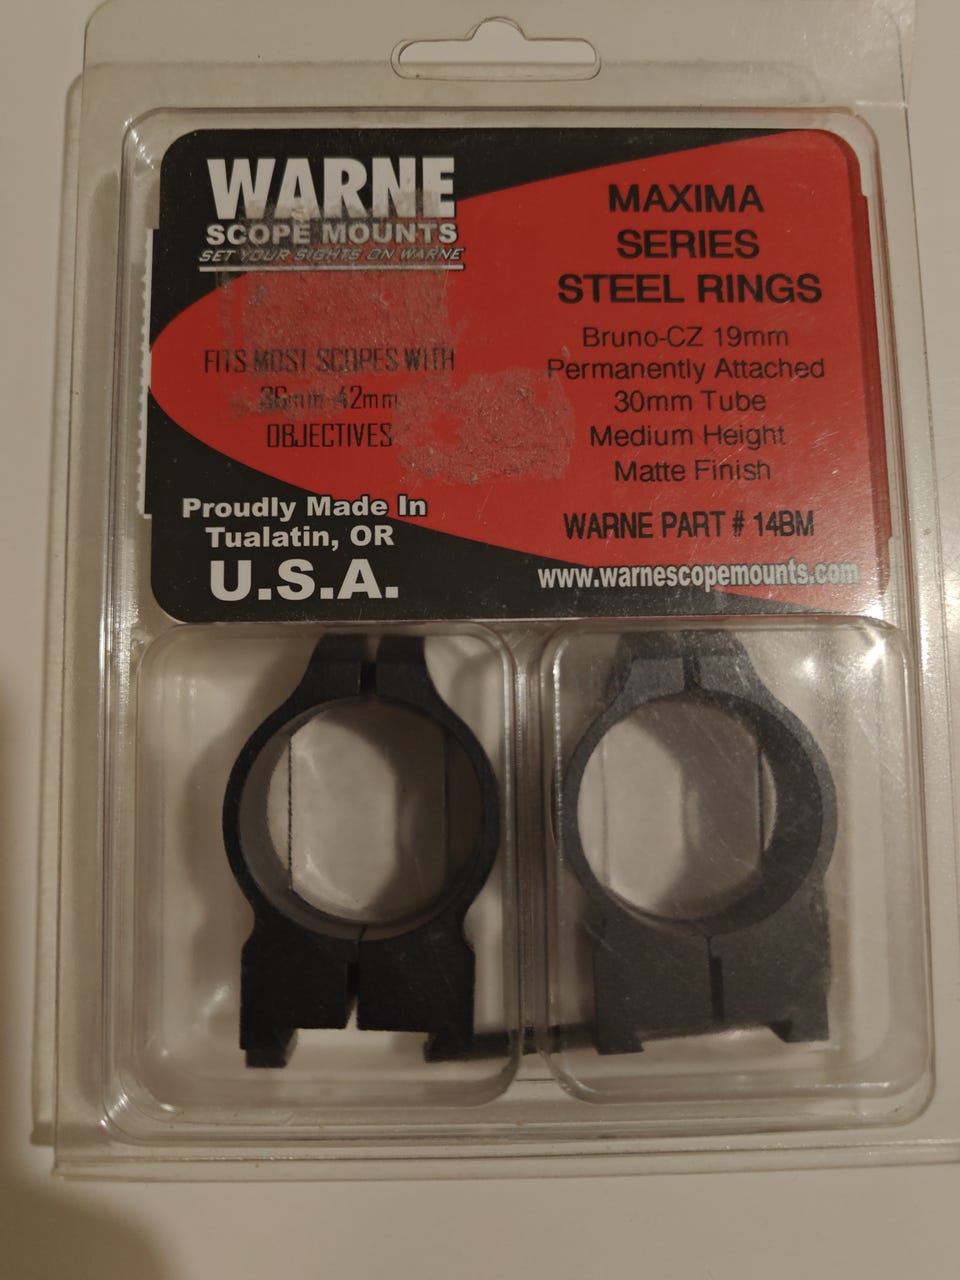 WARNE
SCOPE MOUNTS
SET YOUR SIGHTS ON WARNE
MAXIMA
SERIES
STEEL RINGS
Bruno-CZ 19mm
Permanently Attached
30mm Tube
Medium Height
Matte Finish
WARNE PART # 14BM
www.warnescopemounts.com
FITS MOST SCOPES WITH
36mm-42mm
OBJECTIVES
Proudly Made In
Tualatin, OR
U.S.A.